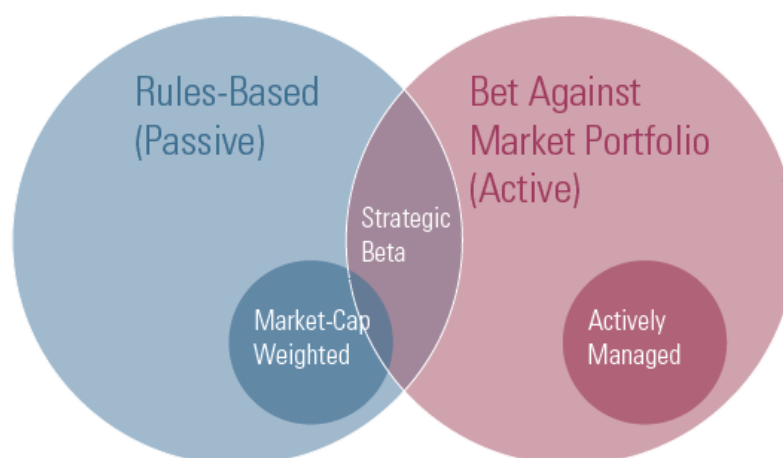 Rules-Based
(Passive)
Bet Against
Market Portfolio
(Active)
Strategic
Beta
Market-Cap
Weighted
Actively
Managed